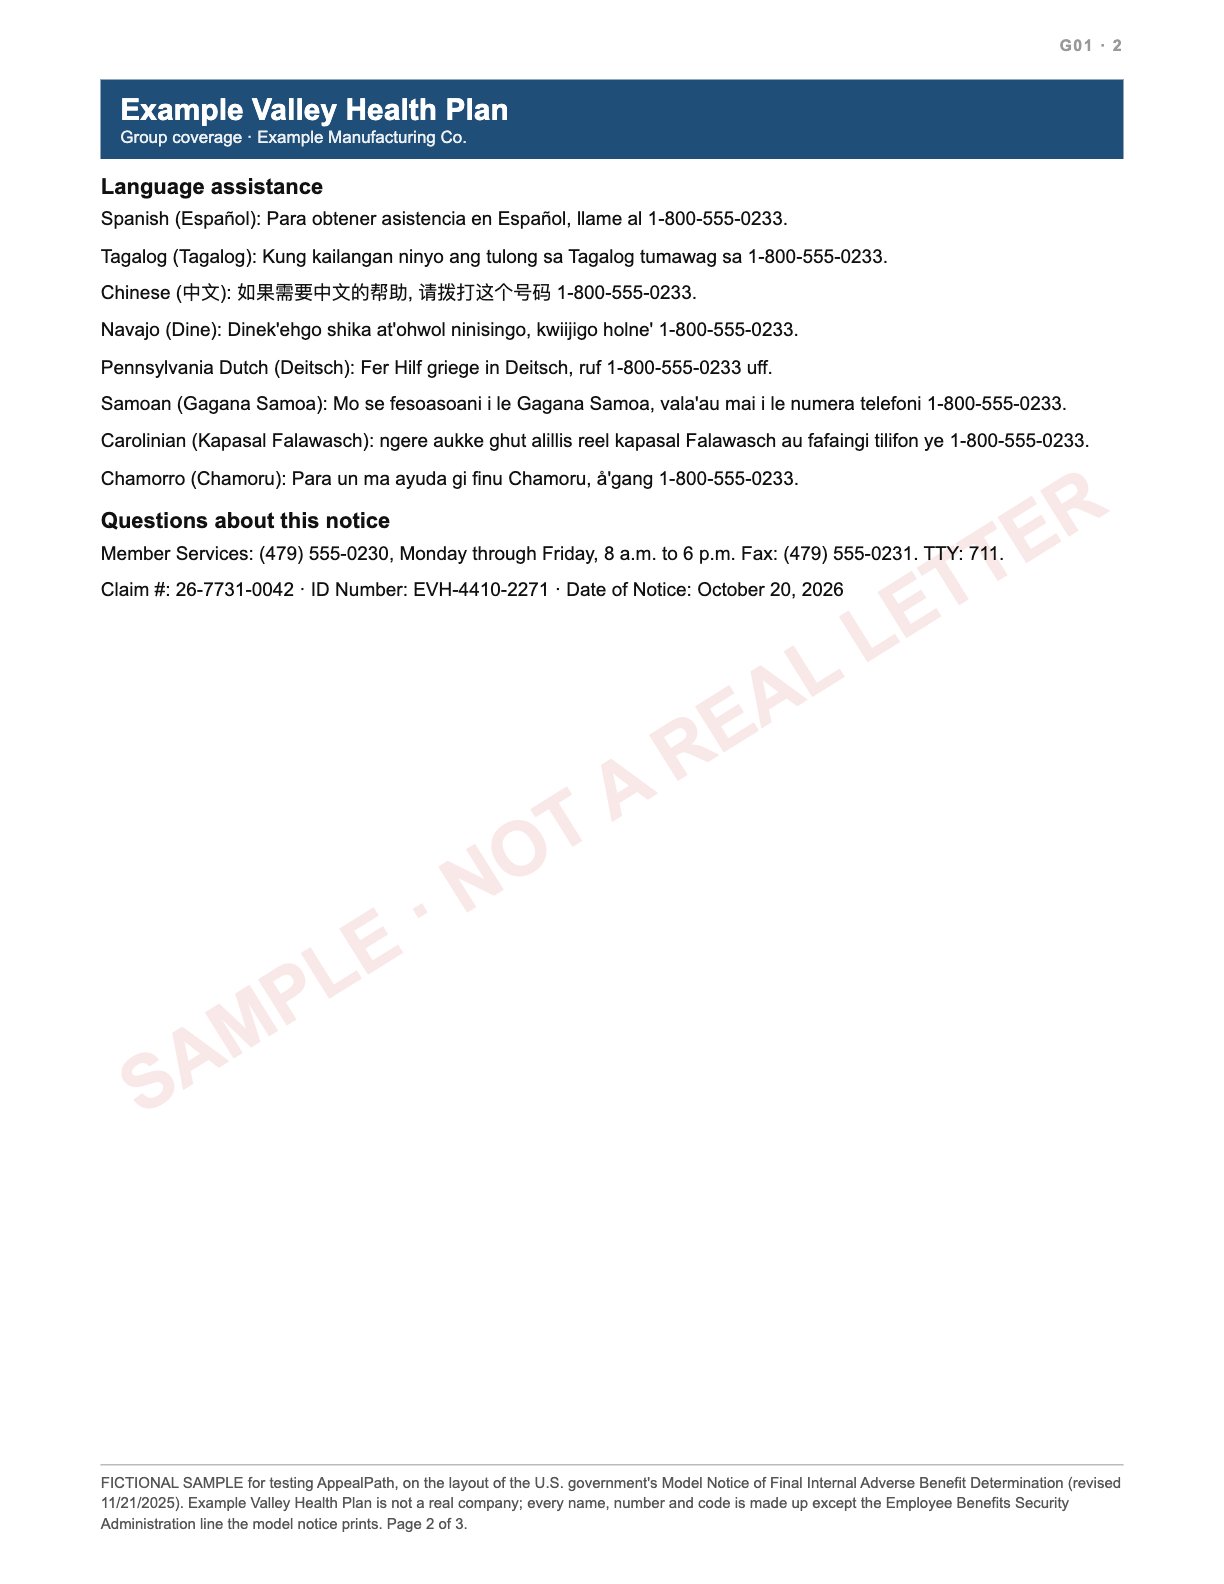 G01 · 2
Example Valley Health Plan
Group coverage · Example Manufacturing Co.
Language assistance
Spanish (Español): Para obtener asistencia en Español, llame al 1-800-555-0233.
Tagalog (Tagalog): Kung kailangan ninyo ang tulong sa Tagalog tumawag sa 1-800-555-0233.
Chinese (中文): 如果需要中文的帮助, 请拨打这个号码 1-800-555-0233.
Navajo (Dine): Dinek'ehgo shika at'ohwol ninisingo, kwiijigo holne' 1-800-555-0233.
Pennsylvania Dutch (Deitsch): Fer Hilf griege in Deitsch, ruf 1-800-555-0233 uff.
Samoan (Gagana Samoa): Mo se fesoasoani i le Gagana Samoa, vala'au mai i le numera telefoni 1-800-555-0233.
Carolinian (Kapasal Falawasch): ngere aukke ghut alillis reel kapasal Falawasch au fafaingi tilifon ye 1-800-555-0233.
Chamorro (Chamoru): Para un ma ayuda gi finu Chamoru, å'gang 1-800-555-0233.
Questions about this notice
Member Services: (479) 555-0230, Monday through Friday, 8 a.m. to 6 p.m. Fax: (479) 555-0231. TTY: 711.
Claim #: 26-7731-0042 · ID Number: EVH-4410-2271 · Date of Notice: October 20, 2026
SAMPLE · NOT A REAL LETTER
FICTIONAL SAMPLE for testing AppealPath, on the layout of the U.S. government's Model Notice of Final Internal Adverse Benefit Determination (revised
11/21/2025). Example Valley Health Plan is not a real company; every name, number and code is made up except the Employee Benefits Security
Administration line the model notice prints. Page 2 of 3.